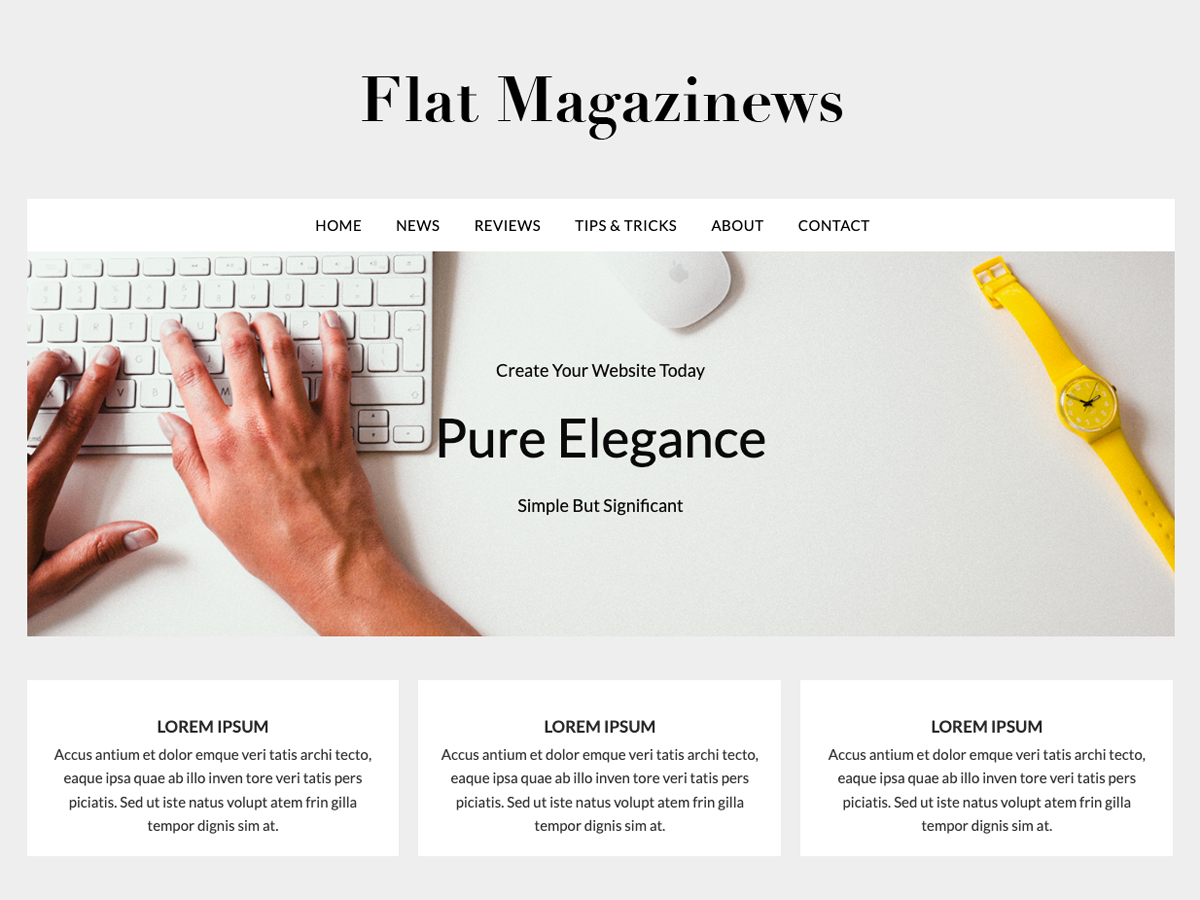 Flat Magazinews
HOME NEWS REVIEWS TIPS & TRICKS ABOUT CONTACT
Create Your Website Today
Pure Elegance
Simple But Significant
LOREM IPSUM
Accus antium et dolor emque veri tatis archi tecto,
eaque ipsa quae ab illo inven tore veri tatis pers
piciatis. Sed ut iste natus volupt atem frin gilla
tempor dignis sim at.
LOREM IPSUM
Accus antium et dolor emque veri tatis archi tecto,
eaque ipsa quae ab illo inven tore veri tatis pers
piciatis. Sed ut iste natus volupt atem frin gilla
tempor dignis sim at.
LOREM IPSUM
Accus antium et dolor emque veri tatis archi tecto,
eaque ipsa quae ab illo inven tore veri tatis pers
piciatis. Sed ut iste natus volupt atem frin gilla
tempor dignis sim at.